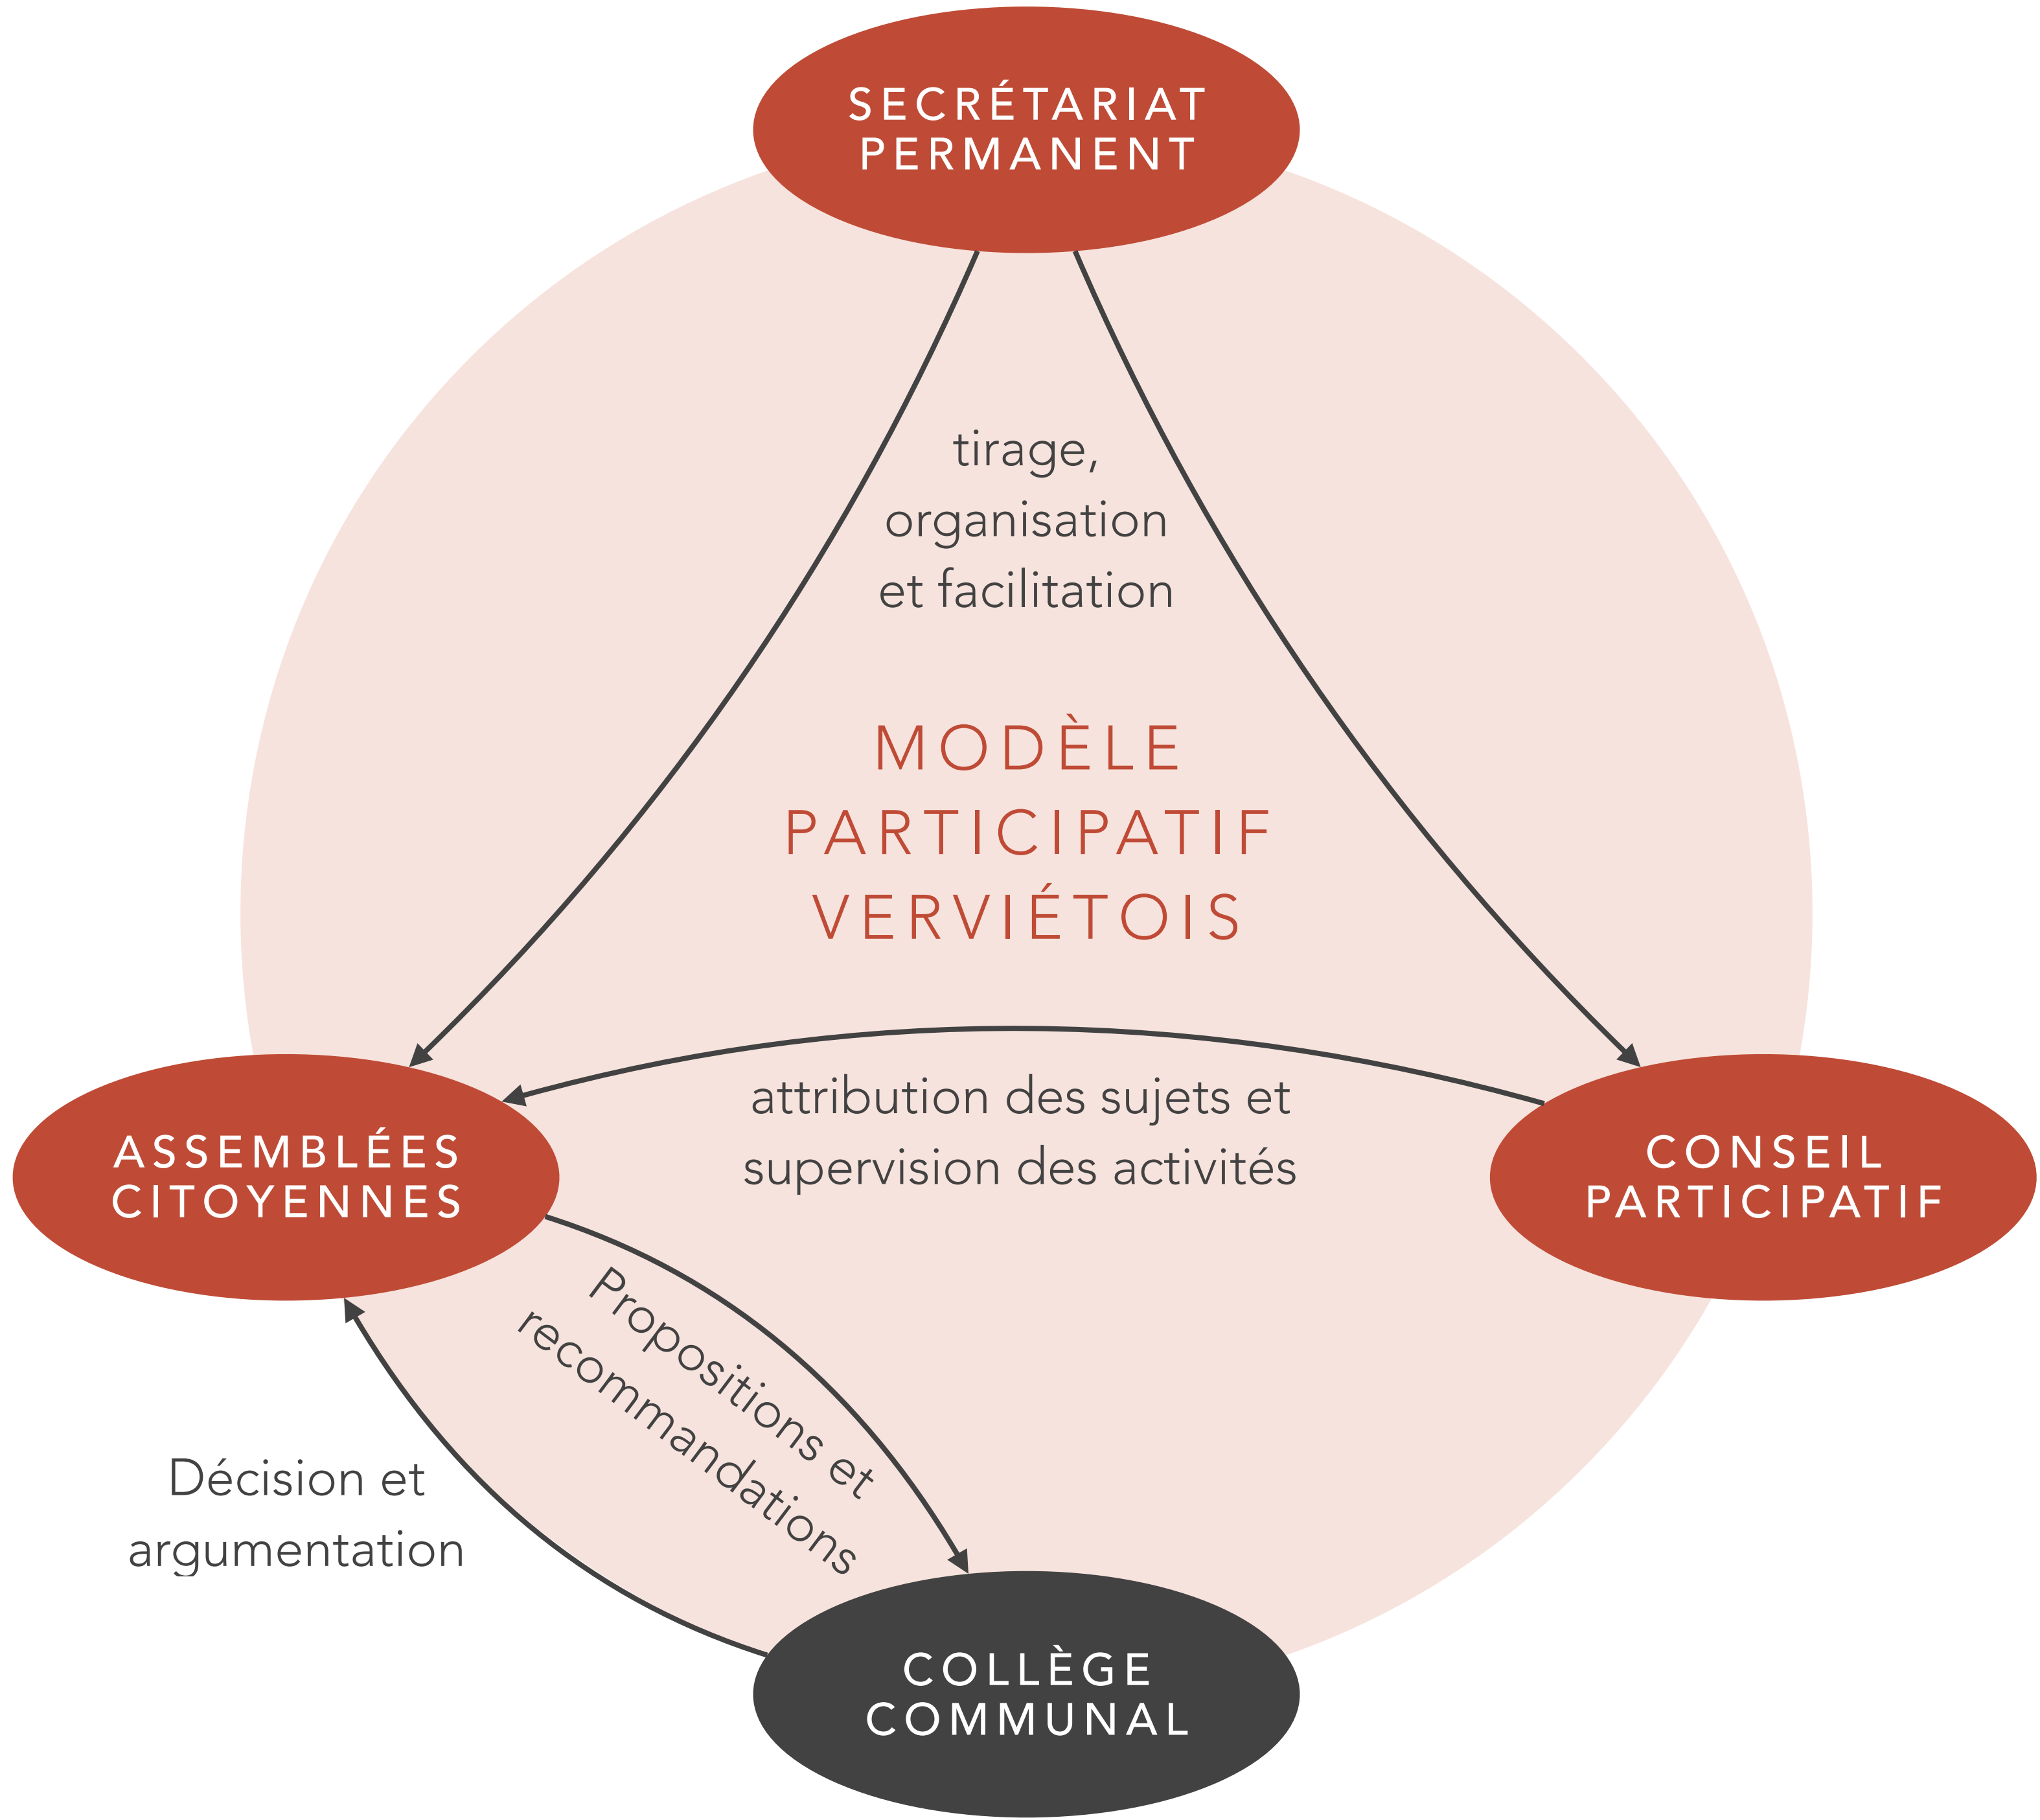 SECRÉTARIAT
PERMANENT
tirage,
organisation
et facilitation
MODÈLE
PARTICIPATIF
VERVIÉTOIS
attribution des sujets et
supervision des activités
ASSEMBLÉES
CITOYENNES
CONSEIL
PARTICIPATIF
Propositions et
recommandations
Décision et
argumentation
COLLÈGE
COMMUNAL